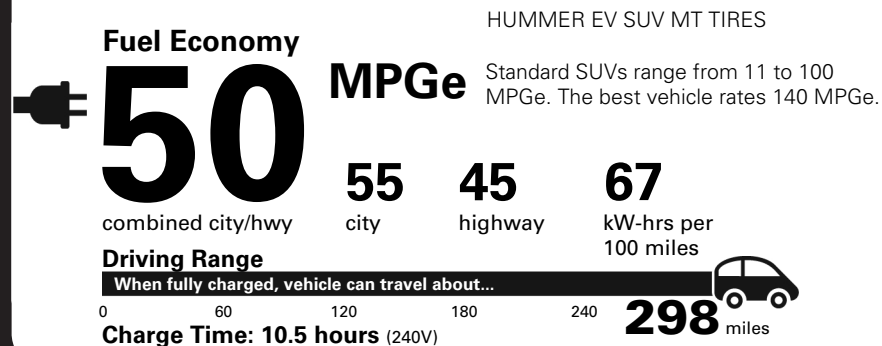 HUMMER EV SUV MT TIRES
Fuel Economy
50
MPGe
Standard SUVs range from 11 to 100
MPGe. The best vehicle rates 140 MPGe.
combined city/hwy
55
city
45
highway
67
kW-hrs per
100 miles
Driving Range
When fully charged, vehicle can travel about...
0 60 120 180 240 298 miles
Charge Time: 10.5 hours (240V)